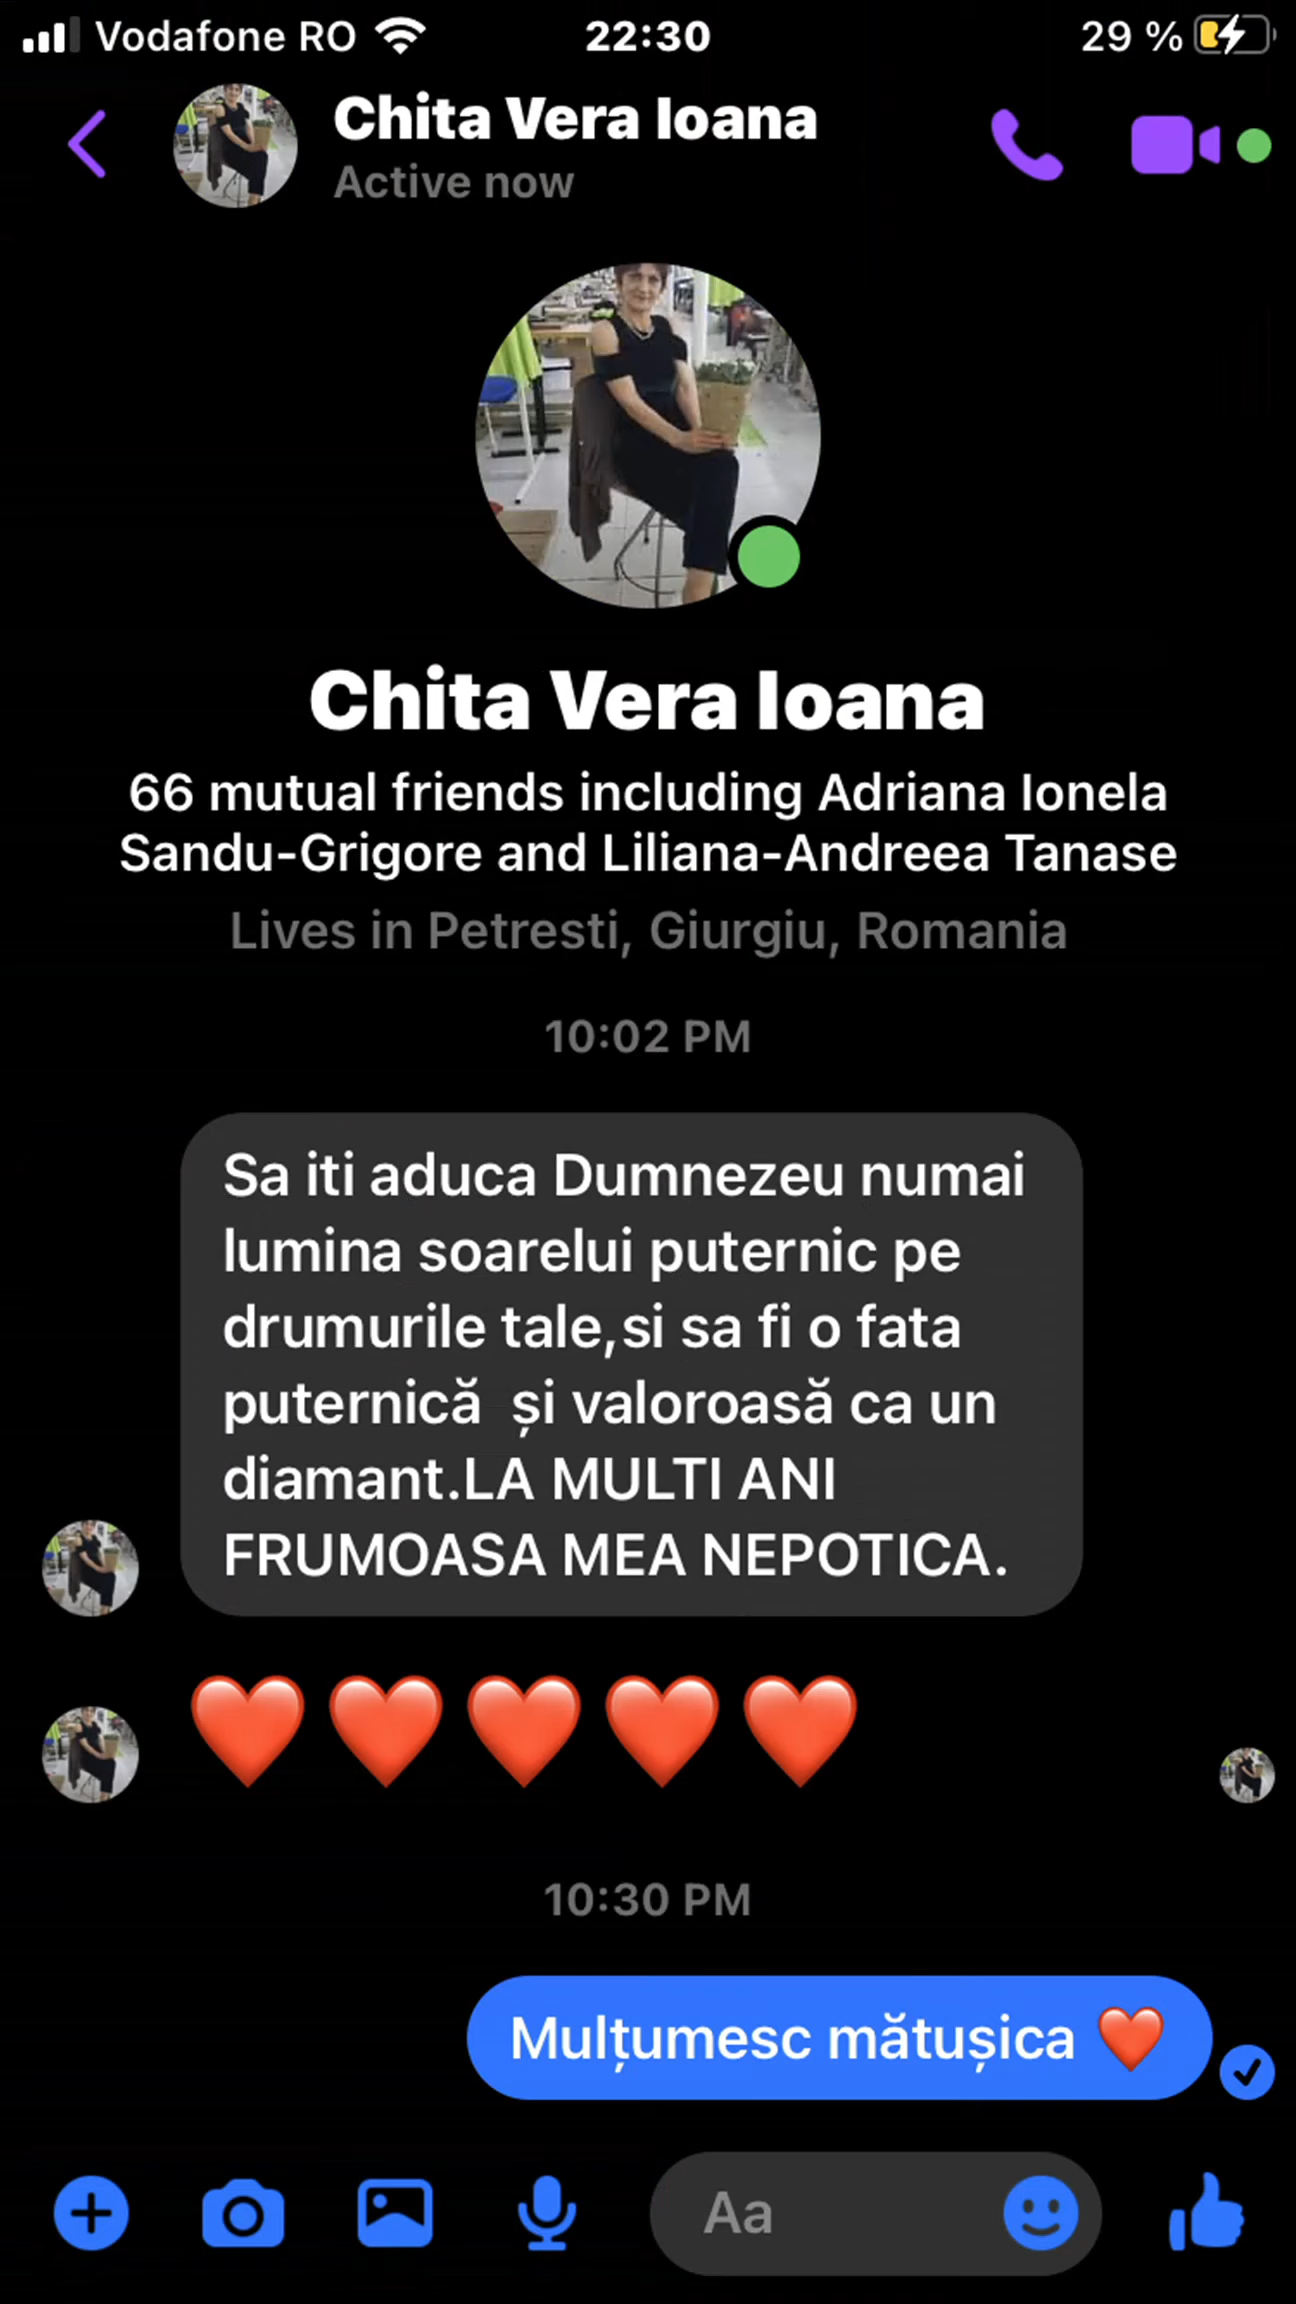 Vodafone RO
22:30
29 %
Chita Vera Ioana
Active now
Chita Vera Ioana
66 mutual friends including Adriana Ionela
Sandu-Grigore and Liliana-Andreea Tanase
Lives in Petresti, Giurgiu, Romania
10:02 PM
Sa iti aduca Dumnezeu numai
lumina soarelui puternic pe
drumurile tale,si sa fi o fata
puternică  și valoroasă ca un
diamant.LA MULTI ANI
FRUMOASA MEA NEPOTICA.
❤️❤️❤️❤️❤️
10:30 PM
Mulțumesc mătușica ❤️
Aa